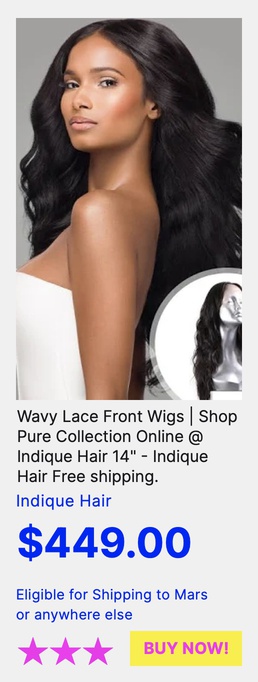 Wavy Lace Front Wigs | Shop
Pure Collection Online @
Indique Hair 14" - Indique
Hair Free shipping.
Indique Hair
$449.00
Eligible for Shipping to Mars
or anywhere else
BUY NOW!